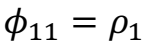 ϕ₁₁ = ρ₁